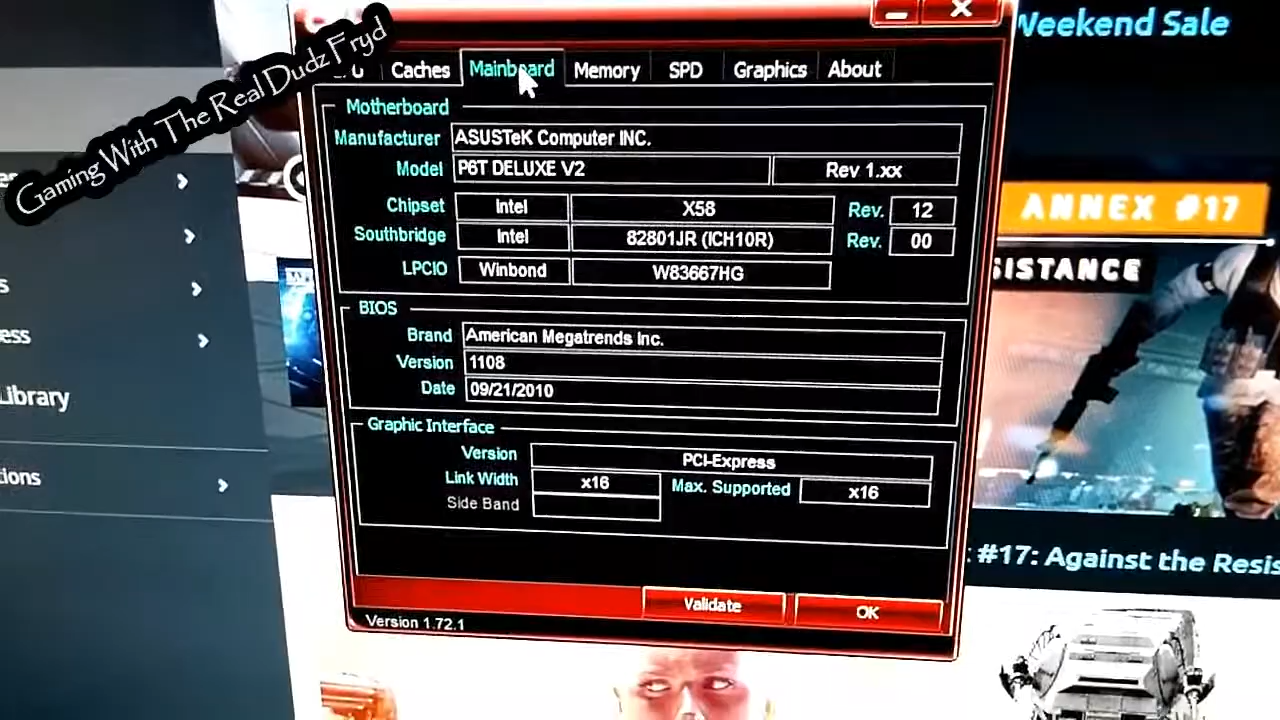 Gaming With The Real Dudz Fryd
Weekend Sale
Caches Mainboard Memory SPD Graphics About
Motherboard
Manufacturer ASUSTeK Computer INC.
Model P6T DELUXE V2 Rev 1.xx
Chipset Intel X58 Rev. 12
Southbridge Intel 82801JR (ICH10R) Rev. 00
LPCIO Winbond W83667HG
BIOS
Brand American Megatrends Inc.
Version 1108
Date 09/21/2010
Graphic Interface
Version PCI-Express
Link Width x16 Max. Supported x16
Side Band
Validate OK
Version 1.72.1
Library
ANNEX #17
#17: Against the